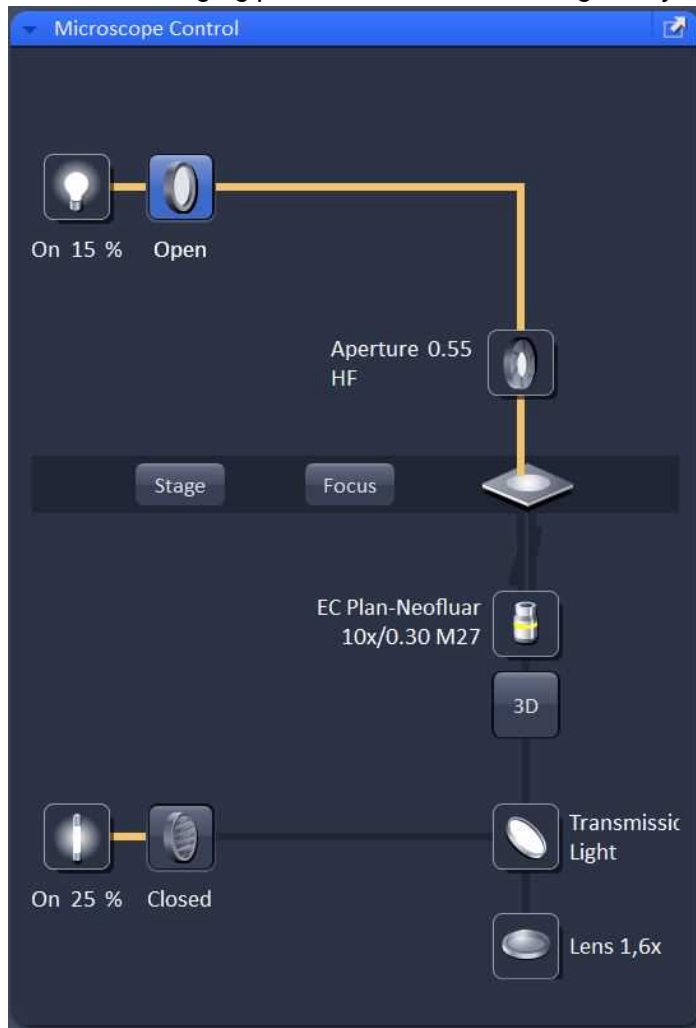 Microscope Control
On 15 %
Open
Aperture 0.55
HF
Stage
Focus
EC Plan-Neofluar
10x/0.30 M27
3D
Transmissic
Light
On 25 %
Closed
Lens 1,6x